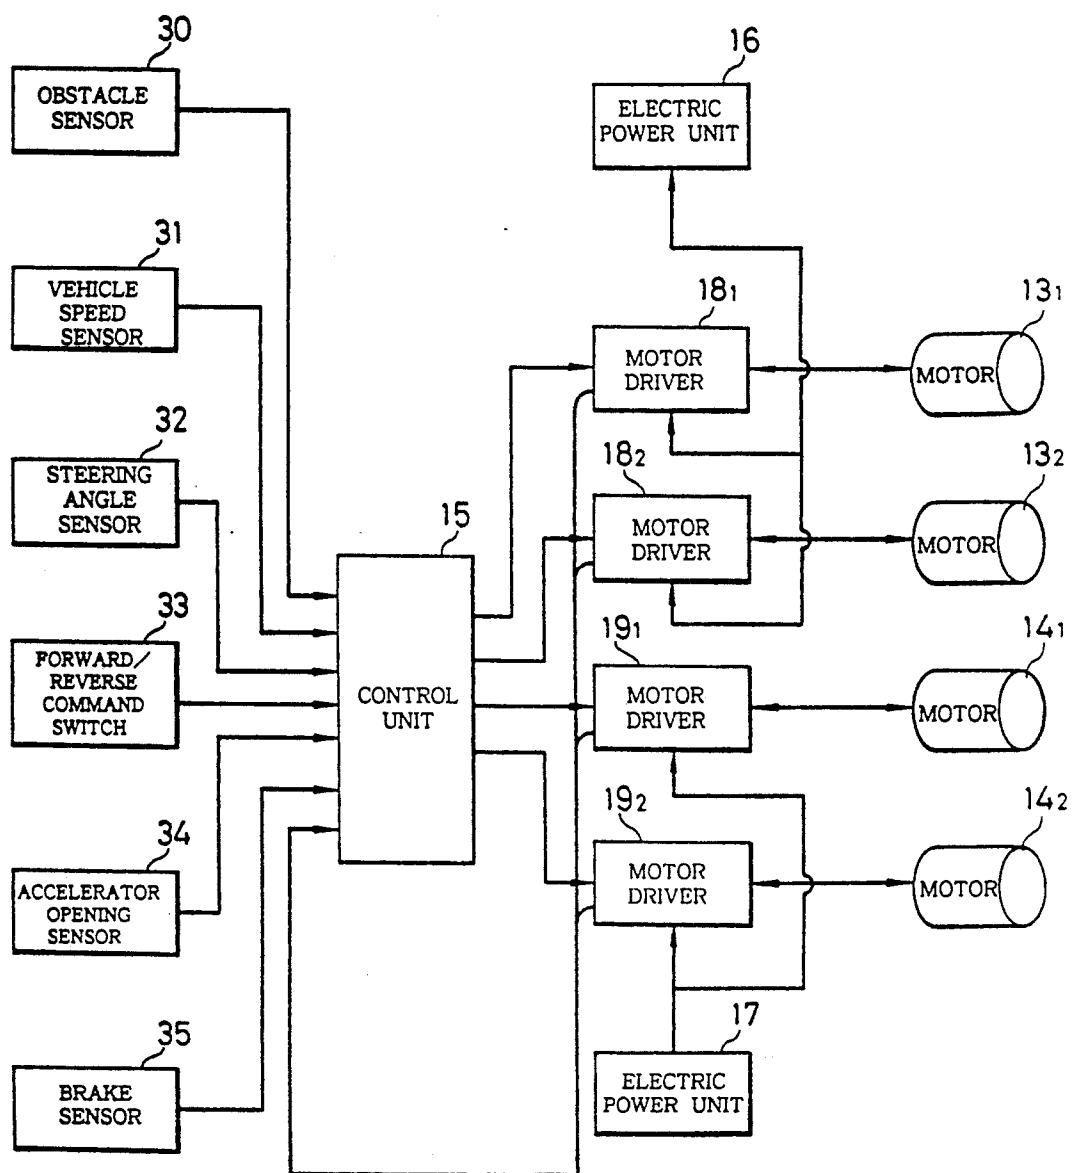 30
OBSTACLE
SENSOR
31
VEHICLE
SPEED
SENSOR
32
STEERING
ANGLE
SENSOR
33
FORWARD
REVERSE
COMMAND
SWITCH
34
ACCELERATOR
OPENING
SENSOR
35
BRAKE
SENSOR
15
CONTROL
UNIT
16
ELECTRIC
POWER UNIT
18₁
MOTOR
DRIVER
18₂
MOTOR
DRIVER
19₁
MOTOR
DRIVER
19₂
MOTOR
DRIVER
17
ELECTRIC
POWER UNIT
13₁
MOTOR
13₂
MOTOR
14₁
MOTOR
14₂
MOTOR